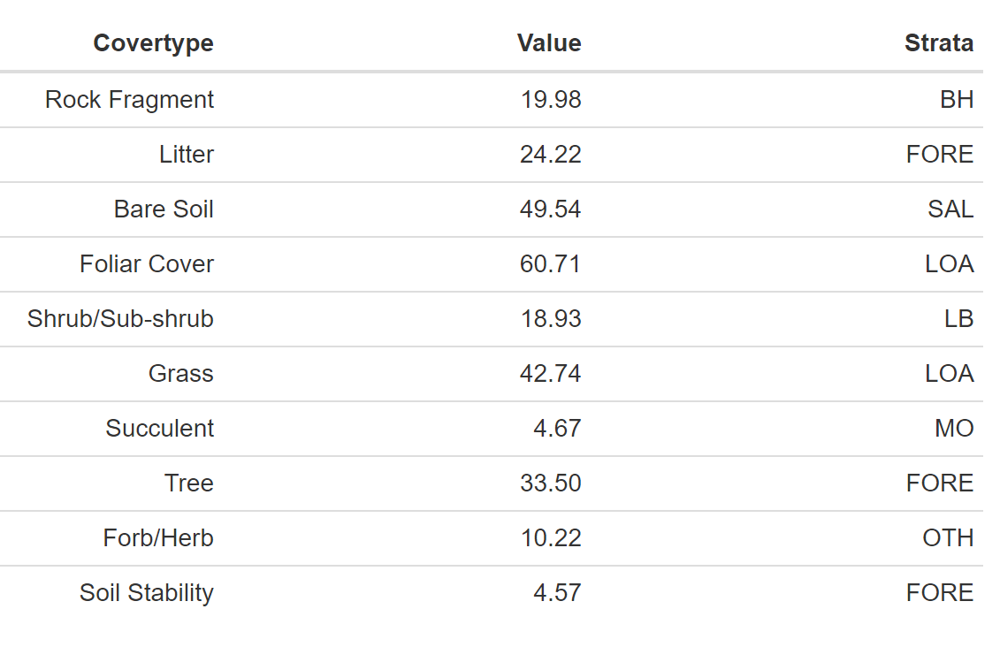 Covertype Value Strata
Rock Fragment 19.98 BH
Litter 24.22 FORE
Bare Soil 49.54 SAL
Foliar Cover 60.71 LOA
Shrub/Sub-shrub 18.93 LB
Grass 42.74 LOA
Succulent 4.67 MO
Tree 33.50 FORE
Forb/Herb 10.22 OTH
Soil Stability 4.57 FORE